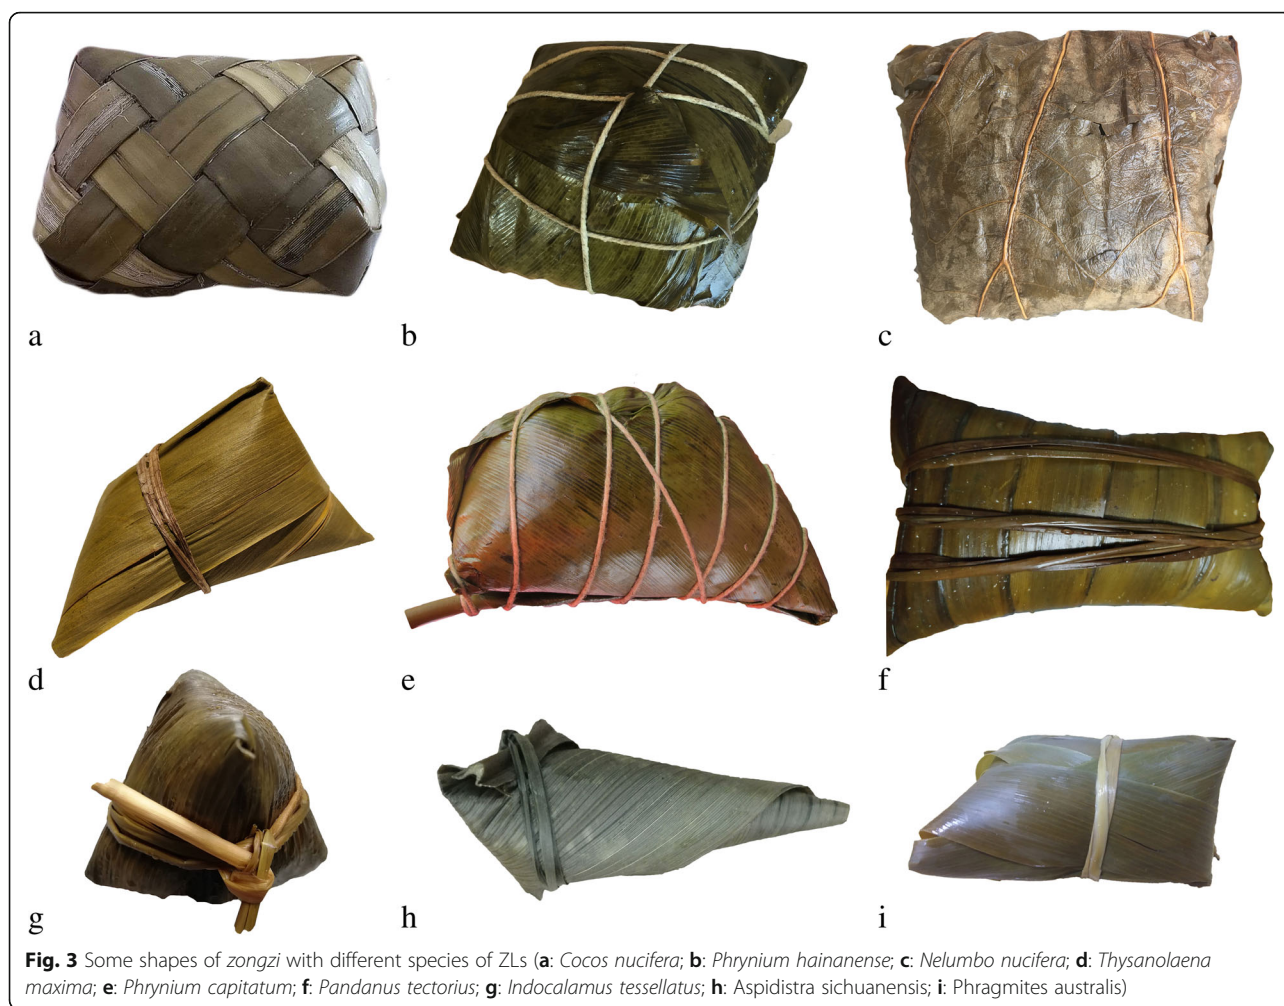 a
b
c
d
e
f
g
h
i
Fig. 3 Some shapes of zongzi with different species of ZLs (a: Cocos nucifera; b: Phrynium hainanense; c: Nelumbo nucifera; d: Thysanolaena
maxima; e: Phrynium capitatum; f: Pandanus tectorius; g: Indocalamus tessellatus; h: Aspidistra sichuanensis; i: Phragmites australis)